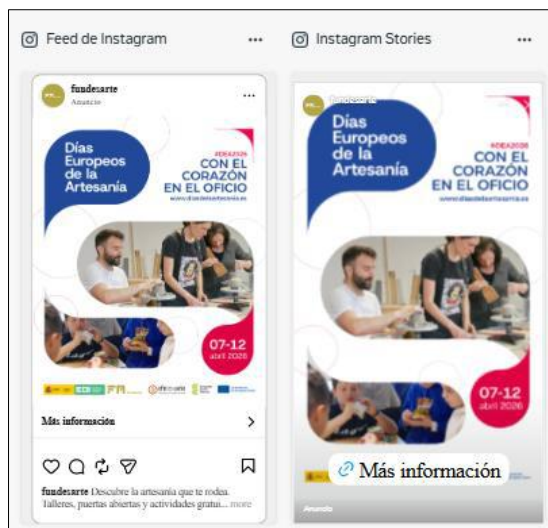 Feed de Instagram
fundesarte
Anuncio
Días
Europeos
de la
Artesanía
#DEA2026
CON EL
CORAZÓN
EN EL OFICIO
www.diasdelaartesania.es
07-12
abril 2026
Más información
fundesarte Descubre la artesanía que te rodea.
Talleres, puertas abiertas y actividades gratui... more
Instagram Stories
fundesarte
Días
Europeos
de la
Artesanía
#DEA2026
CON EL
CORAZÓN
EN EL OFICIO
www.diasdelaartesania.es
07-12
abril 2026
Más información
Anuncio